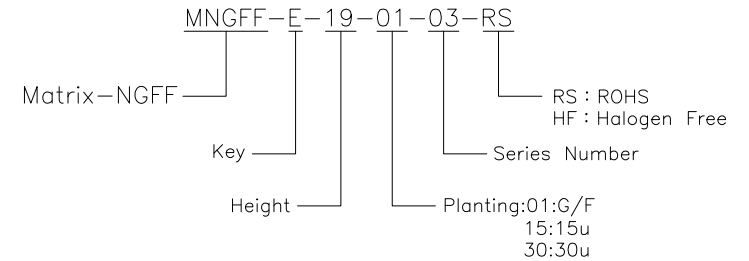 MNGFF-E-19-01-03-RS
Matrix-NGFF
RS:ROHS
HF:Halogen Free
Key
Series Number
Height
Planting:01:G/F
15:15u
30:30u